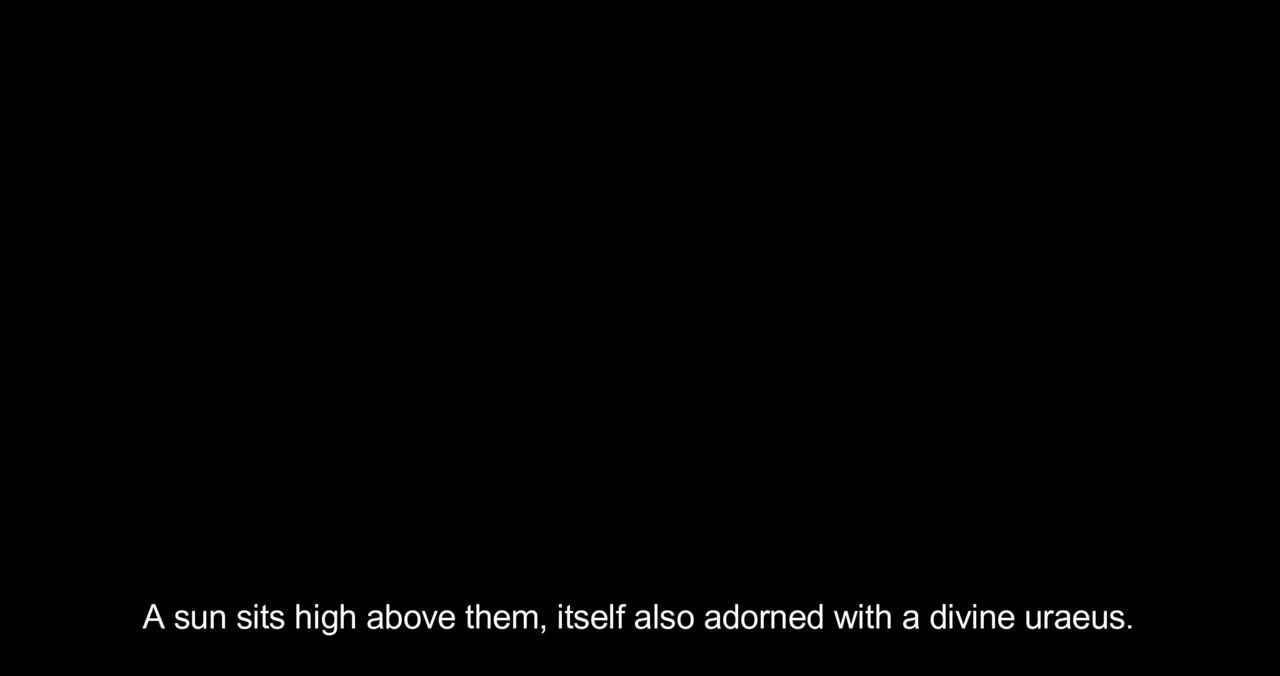 A sun sits high above them, itself also adorned with a divine uraeus.